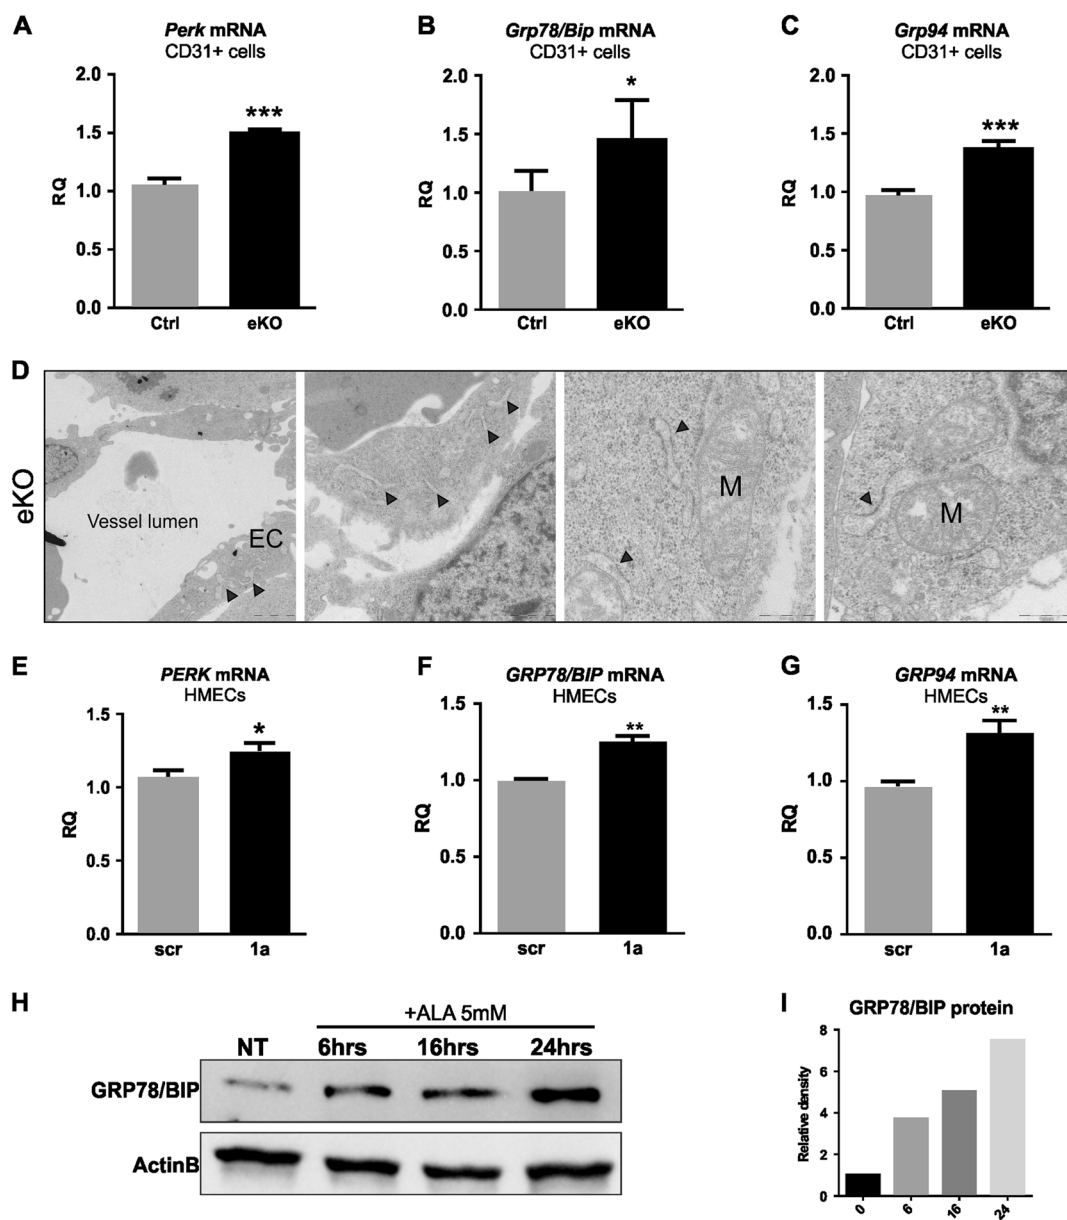 A
Perk mRNA
CD31+ cells
RQ
2.0
1.5
1.0
0.5
0.0
***
Ctrl eKO
B
Grp78/Bip mRNA
CD31+ cells
RQ
2.0
1.5
1.0
0.5
0.0
*
Ctrl eKO
C
Grp94 mRNA
CD31+ cells
RQ
2.0
1.5
1.0
0.5
0.0
***
Ctrl eKO
D
eKO
Vessel lumen
EC
M
M
E
PERK mRNA
HMECs
RQ
1.5
1.0
0.5
0.0
*
scr 1a
F
GRP78/BIP mRNA
HMECs
RQ
1.5
1.0
0.5
0.0
**
scr 1a
G
GRP94 mRNA
HMECs
RQ
1.5
1.0
0.5
0.0
**
scr 1a
H
+ALA 5mM
NT 6hrs 16hrs 24hrs
GRP78/BIP
ActinB
I
GRP78/BIP protein
Relative density
8
6
4
2
0
0 6 16 24